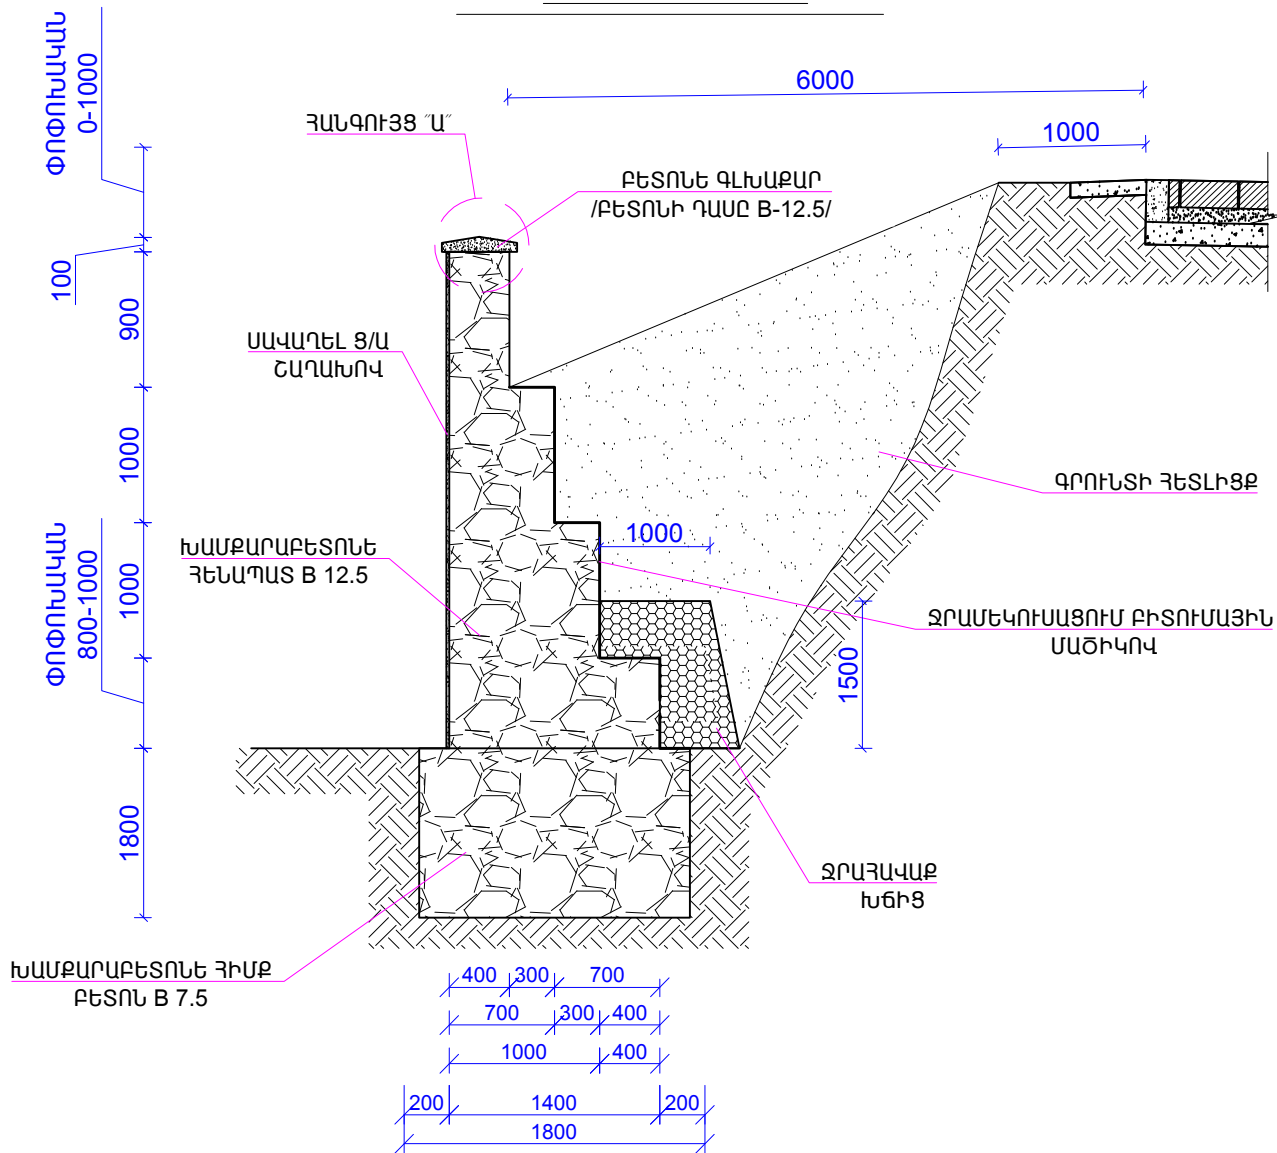 ՓՈՓՈԽԱԿԱՆ
0-1000
6000
1000
ՀԱՆԳՈՒՅՑ ״Ա״
ԲԵՏՈՆԵ ԳԼԽԱՔԱՐ
/ԲԵՏՈՆԻ ԴԱՍԸ B-12.5/
100
900
ՍԱՎԱՂԵԼ Ց/Ա
ՇԱՂԱԽՈՎ
1000
ԳՐՈՒՆՏԻ ՀԵՏԼԻՑՔ
1000
ՓՈՓՈԽԱԿԱՆ
800-1000
1000
ԽԱՄՔԱՐԱԲԵՏՈՆԵ
ՀԵՆԱՊԱՏ B 12.5
ՋՐԱՄԵԿՈՒՍԱՑՈՒՄ ԲԻՏՈՒՄԱՅԻՆ
ՄԱԾԻԿՈՎ
1500
1800
ՋՐԱՀԱՎԱՔ
ԽՃԻՑ
ԽԱՄՔԱՐԱԲԵՏՈՆԵ ՀԻՄՔ
ԲԵՏՈՆ B 7.5
400 300 700
700 300 400
1000 400
200 1400 200
1800